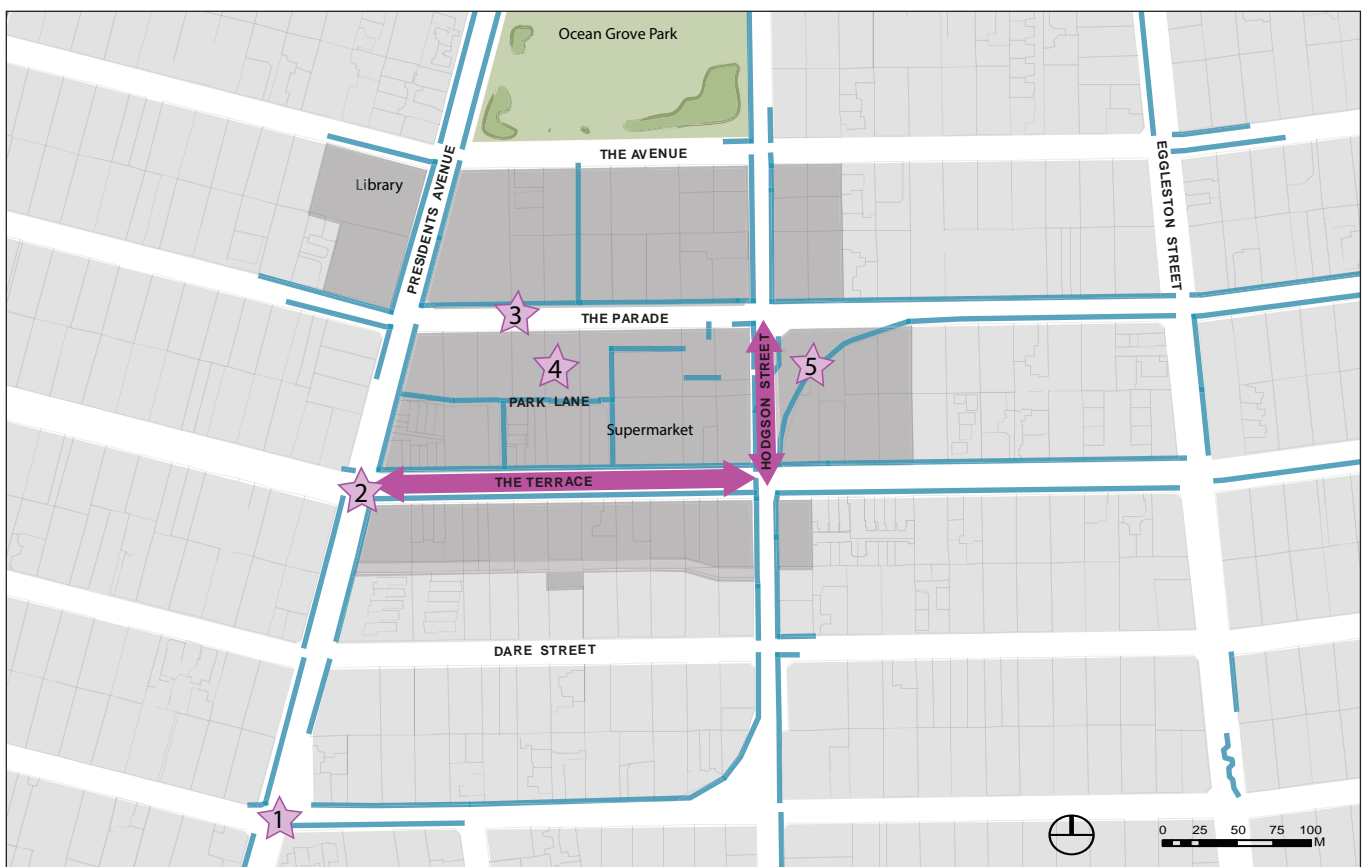 Ocean Grove Park
THE AVENUE
Library
PRESIDENTS AVENUE
EGGLESTON STREET
3
THE PARADE
4
5
HODGSON STREET
PARK LANE
Supermarket
2
THE TERRACE
DARE STREET
1
0 25 50 75 100
M